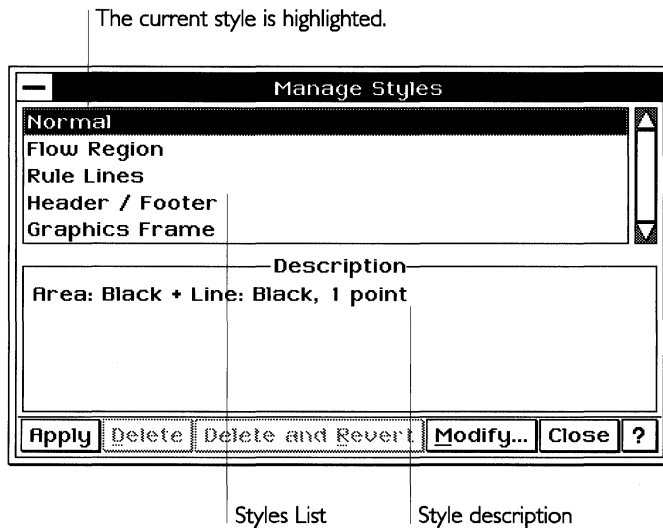 The current style is highlighted.
Manage Styles
Normal
Flow Region
Rule Lines
Header / Footer
Graphics Frame
Description
Area: Black + Line: Black, 1 point
Apply Delete Delete and Revert Modify... Close ?
Styles List Style description